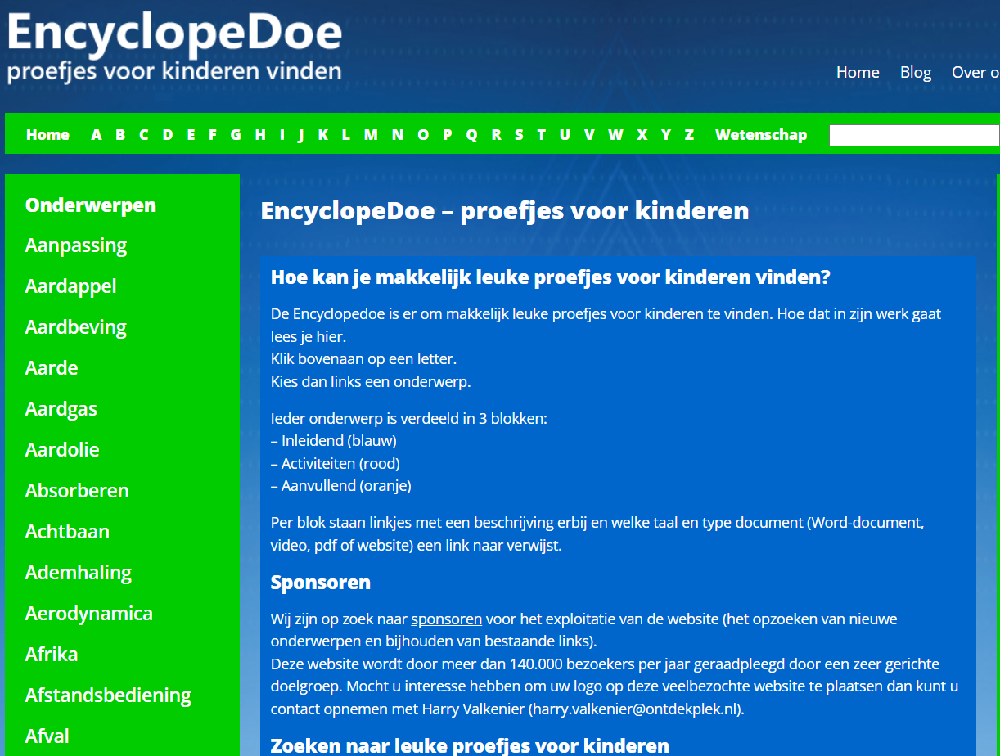 EncyclopeDoe
proefjes voor kinderen vinden
Home Blog Over o
Home A B C D E F G H I J K L M N O P Q R S T U V W X Y Z Wetenschap
Onderwerpen
Aanpassing
Aardappel
Aardbeving
Aarde
Aardgas
Aardolie
Absorberen
Achtbaan
Ademhaling
Aerodynamica
Afrika
Afstandsbediening
Afval
EncyclopeDoe – proefjes voor kinderen
Hoe kan je makkelijk leuke proefjes voor kinderen vinden?
De Encyclopedoe is er om makkelijk leuke proefjes voor kinderen te vinden. Hoe dat in zijn werk gaat
lees je hier.
Klik bovenaan op een letter.
Kies dan links een onderwerp.
Ieder onderwerp is verdeeld in 3 blokken:
– Inleidend (blauw)
– Activiteiten (rood)
– Aanvullend (oranje)
Per blok staan linkjes met een beschrijving erbij en welke taal en type document (Word-document,
video, pdf of website) een link naar verwijst.
Sponsoren
Wij zijn op zoek naar sponsoren voor het exploitatie van de website (het opzoeken van nieuwe
onderwerpen en bijhouden van bestaande links).
Deze website wordt door meer dan 140.000 bezoekers per jaar geraadpleegd door een zeer gerichte
doelgroep. Mocht u interesse hebben om uw logo op deze veelbezochte website te plaatsen dan kunt u
contact opnemen met Harry Valkenier (harry.valkenier@ontdekplek.nl).
Zoeken naar leuke proefjes voor kinderen